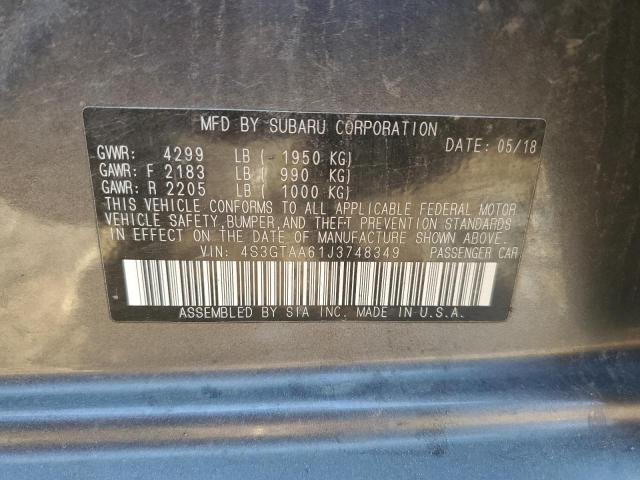 MFD BY SUBARU CORPORATION
DATE: 05/18
GVWR: 4299 LB ( 1950 KG)
GAWR: F 2183 LB ( 990 KG)
GAWR: R 2205 LB ( 1000 KG)
THIS VEHICLE CONFORMS TO ALL APPLICABLE FEDERAL MOTOR
VEHICLE SAFETY, BUMPER, AND THEFT PREVENTION STANDARDS
IN EFFECT ON THE DATE OF MANUFACTURE SHOWN ABOVE.
VIN: 4S3GTAA61J3748349 PASSENGER CAR
ASSEMBLED BY SIA INC. MADE IN U.S.A.